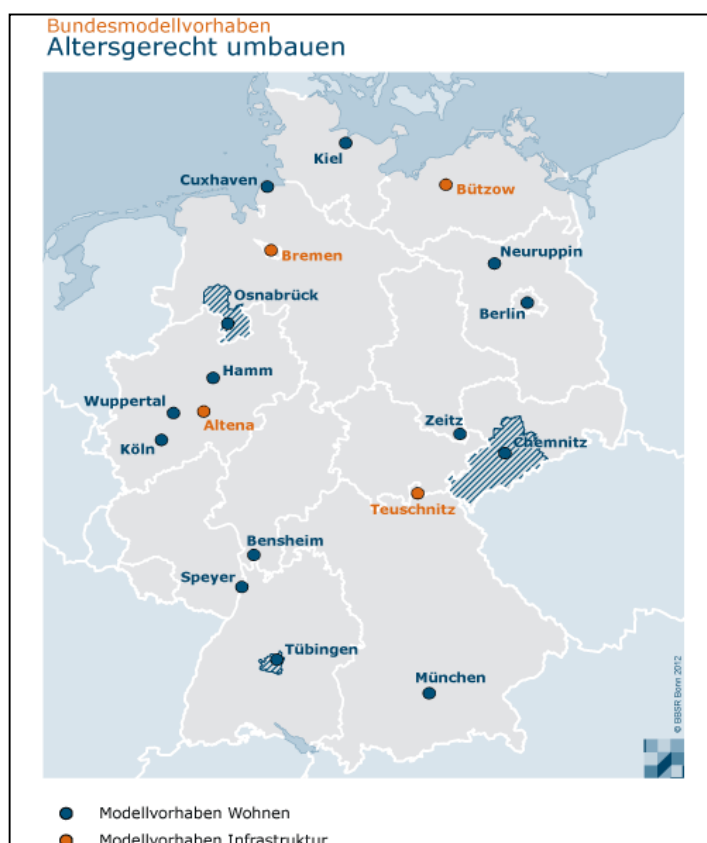 Bundesmodellvorhaben
Altersgerecht umbauen
Kiel
Cuxhaven
Bützow
Bremen
Neuruppin
Osnabrück
Berlin
Hamm
Wuppertal
Altena
Zeitz
Köln
Chemnitz
Teuschnitz
Bensheim
Speyer
Tübingen
München
© BBSR Bonn 2012
Modellvorhaben Wohnen
Modellvorhaben Infrastruktur